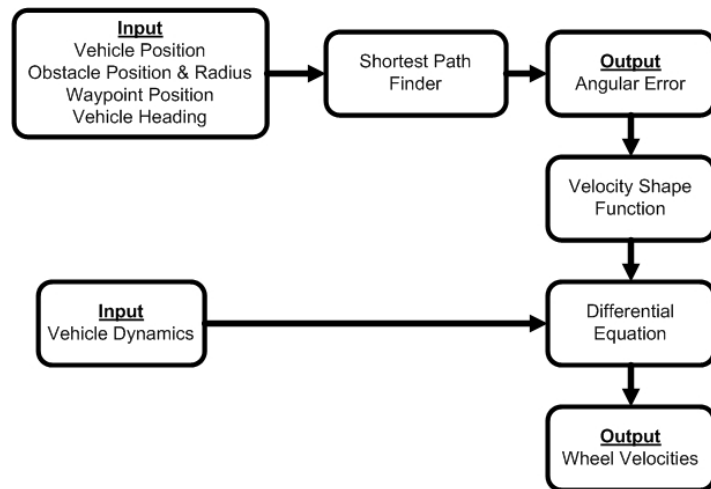 Input
Vehicle Position
Obstacle Position & Radius
Waypoint Position
Vehicle Heading
Shortest Path
Finder
Output
Angular Error
Velocity Shape
Function
Input
Vehicle Dynamics
Differential
Equation
Output
Wheel Velocities